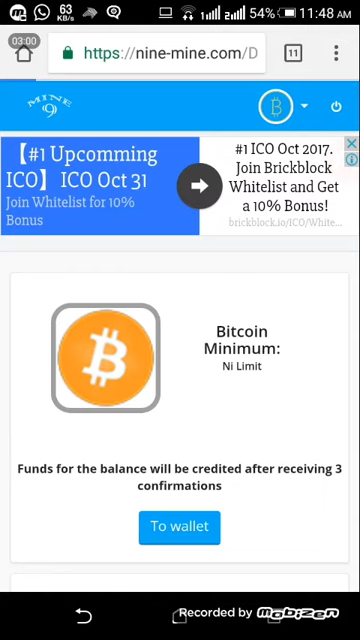 63 KB/s 54% 11:48 AM
03:00
https://nine-mine.com/D 11
MINE
9
【#1 Upcomming
ICO】 ICO Oct 31
Join Whitelist for 10%
Bonus
#1 ICO Oct 2017.
Join Brickblock
Whitelist and Get
a 10% Bonus!
brickblock.io/ICO/White...
Bitcoin
Minimum:
Ni Limit
Funds for the balance will be credited after receiving 3
confirmations
To wallet
Recorded by mobizen